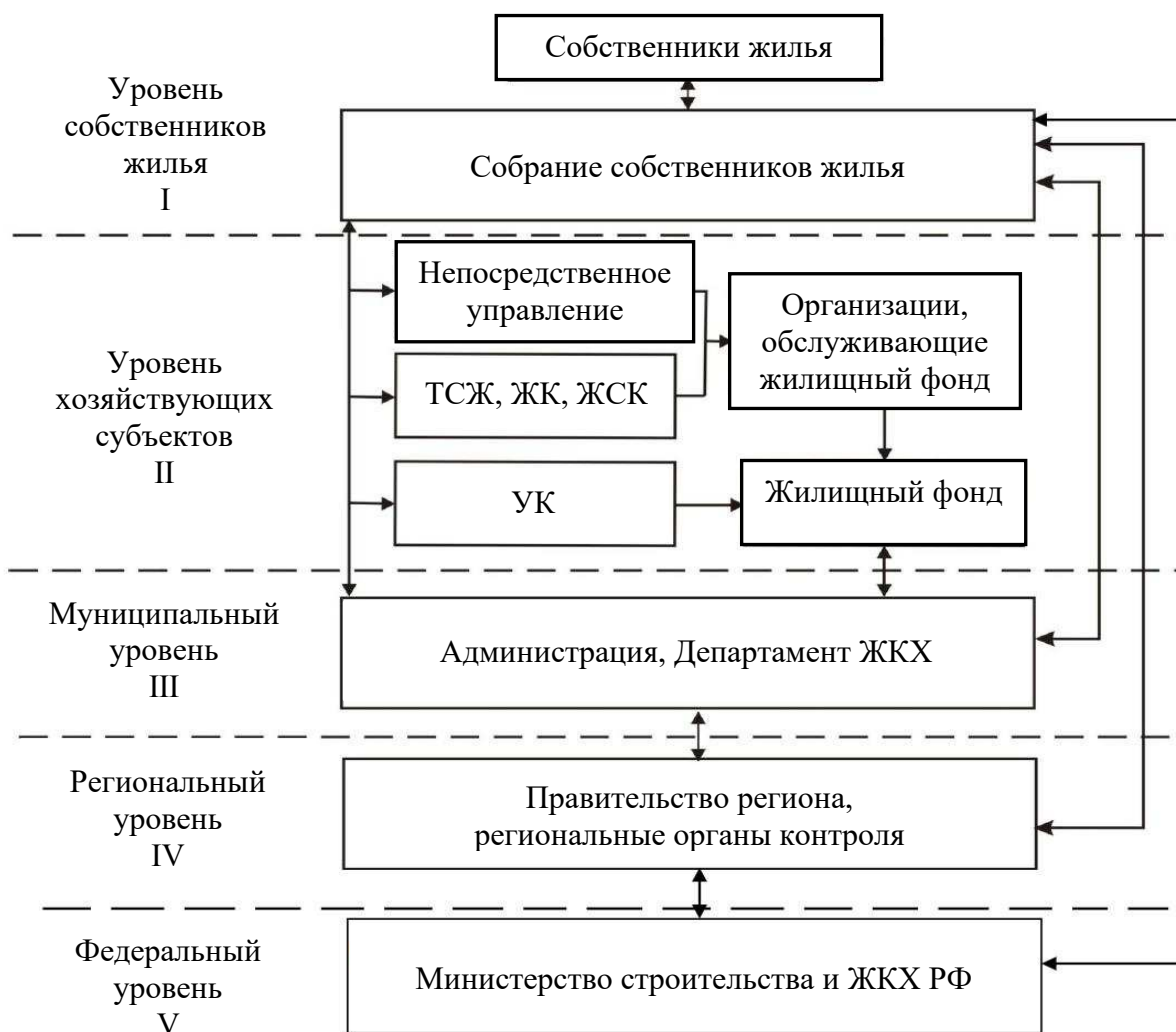 Собственники жилья
Уровень
собственников
жилья
I
Собрание собственников жилья
Уровень
хозяйствующих
субъектов
II
Непосредственное
управление
ТСЖ, ЖК, ЖСК
УК
Организации,
обслуживающие
жилищный фонд
Жилищный фонд
Муниципальный
уровень
III
Администрация, Департамент ЖКХ
Региональный
уровень
IV
Правительство региона,
региональные органы контроля
Федеральный
уровень
V
Министерство строительства и ЖКХ РФ